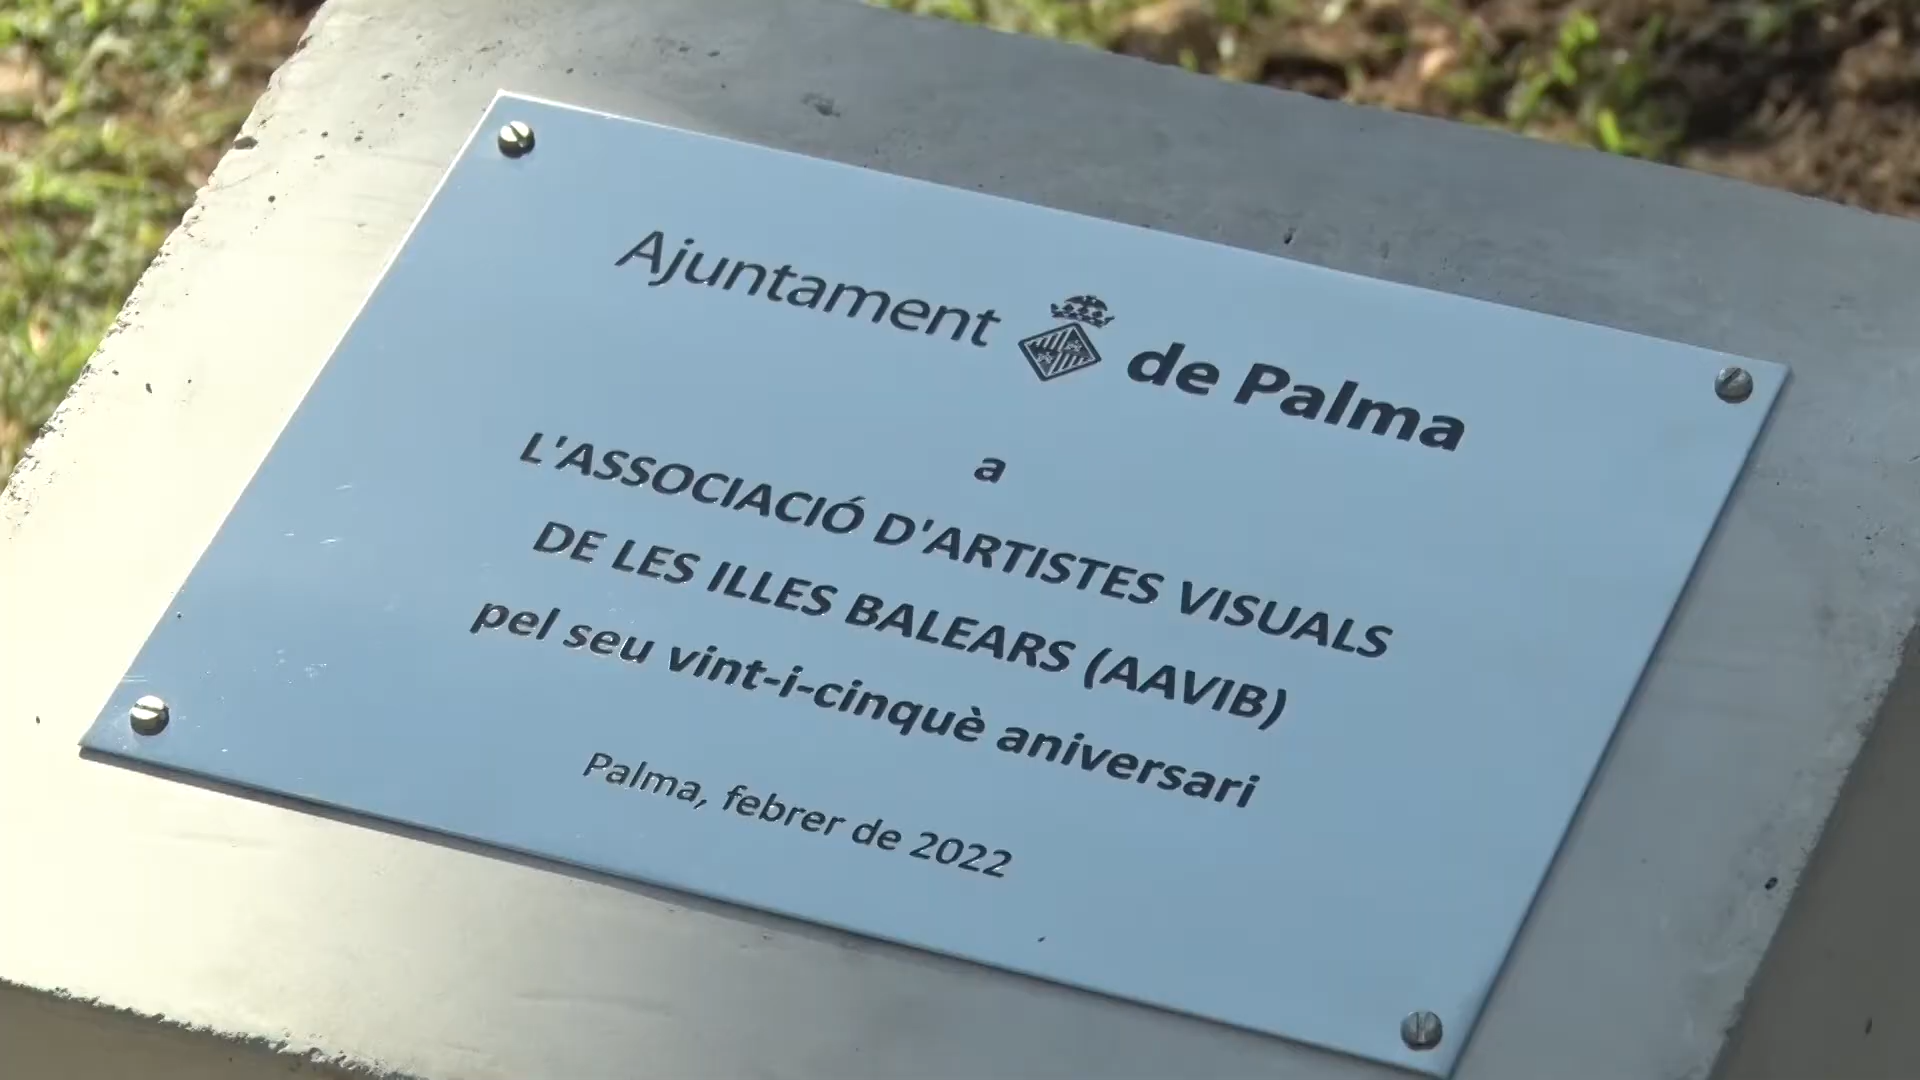 Ajuntament de Palma
a
L'ASSOCIACIÓ D'ARTISTES VISUALS
DE LES ILLES BALEARS (AAVIB)
pel seu vint-i-cinquè aniversari
Palma, febrer de 2022